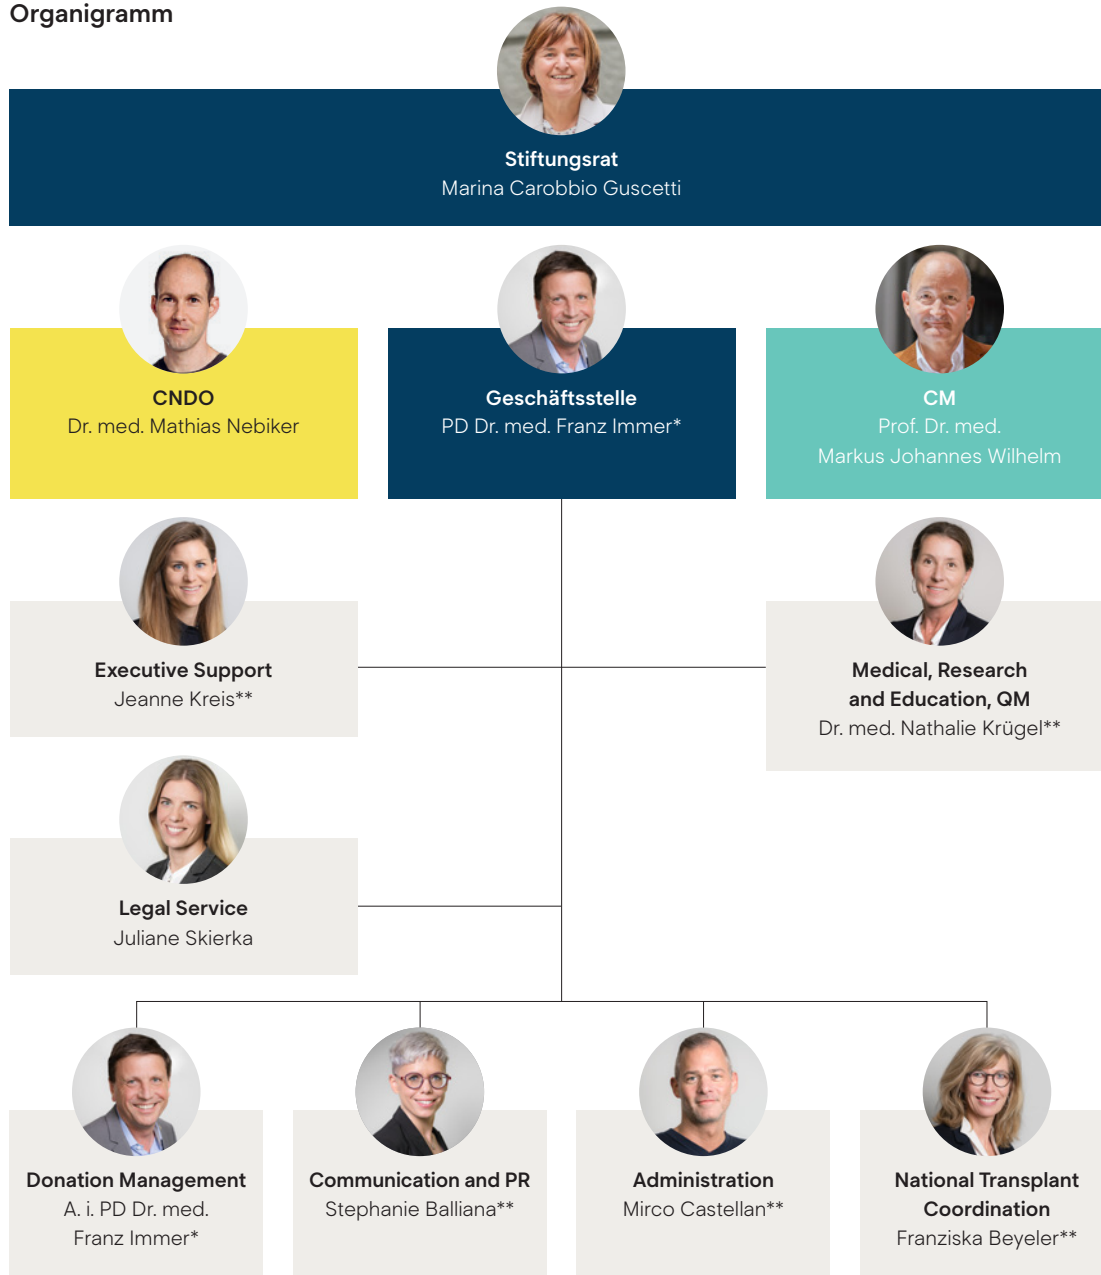 Organigramm
Stiftungsrat
Marina Carobbio Guscetti
CNDO
Dr. med. Mathias Nebiker
Geschäftsstelle
PD Dr. med. Franz Immer*
CM
Prof. Dr. med.
Markus Johannes Wilhelm
Executive Support
Jeanne Kreis**
Medical, Research
and Education, QM
Dr. med. Nathalie Krügel**
Legal Service
Juliane Skierka
Donation Management
A. i. PD Dr. med.
Franz Immer*
Communication and PR
Stephanie Balliana**
Administration
Mirco Castellan**
National Transplant
Coordination
Franziska Beyeler**